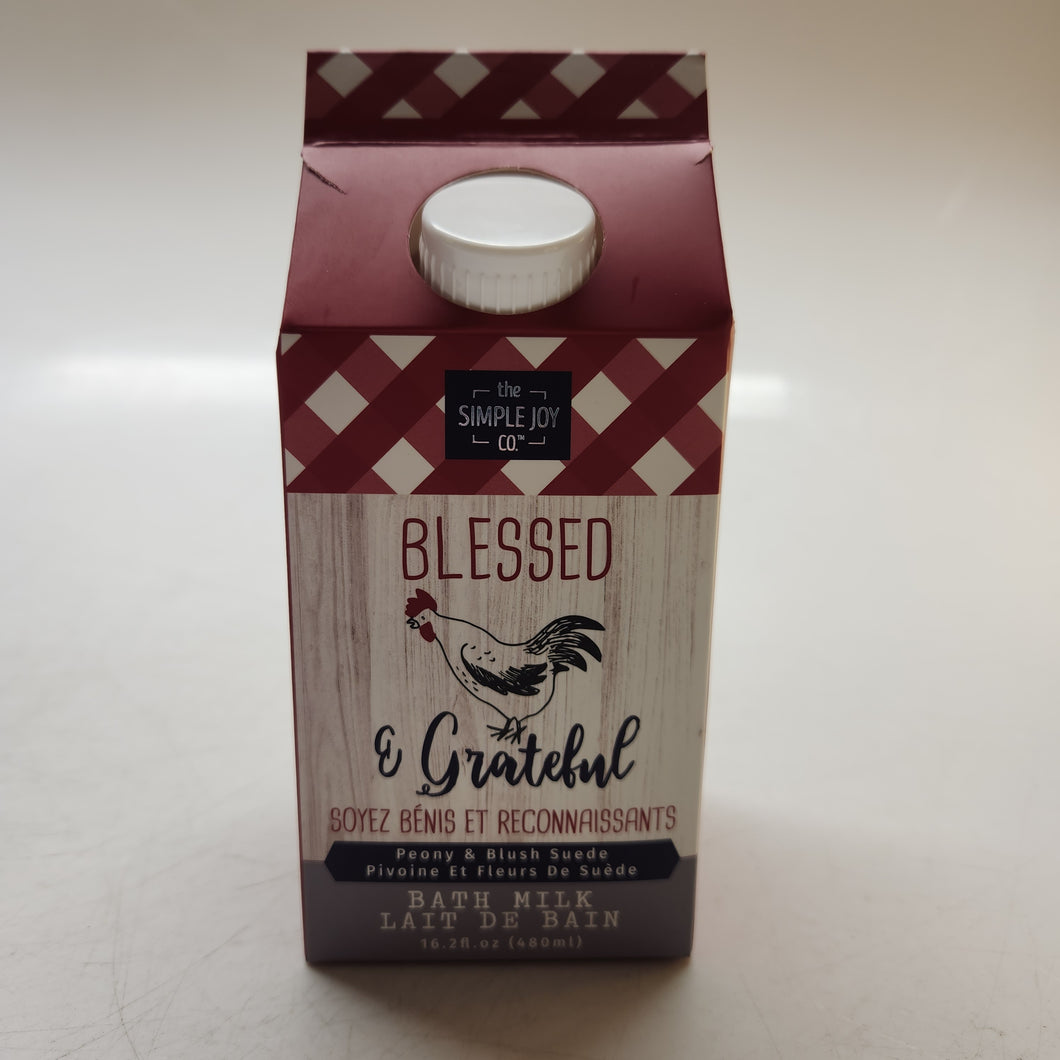 the
SIMPLE JOY
CO.™
BLESSED
& Grateful
SOYEZ BÉNIS ET RECONNAISSANTS
Peony & Blush Suede
Pivoine Et Fleurs De Suède
BATH MILK
LAIT DE BAIN
16.2fl.oz (480ml)